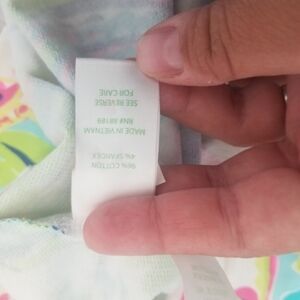 96% COTTON
4% SPANDEX
MADE IN VIETNAM
SEE REVERSE
FOR CARE